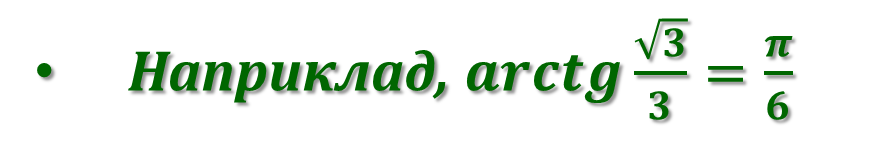 • Наприклад, arctg √3/3 = π/6